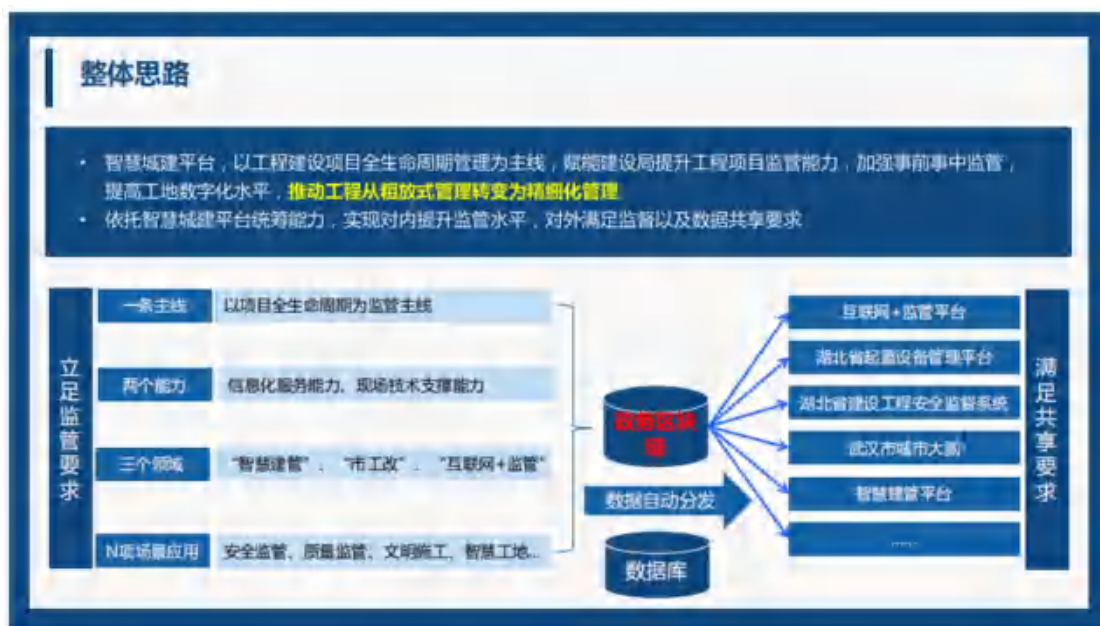 整体思路
• 智慧城建平台，以工程建设项目全生命周期管理为主线，赋能建设局提升工程项目监管能力，加强事前事中监管，
提高工地数字化水平，推动工程从粗放式管理转变为精细化管理
• 依托智慧城建平台统筹能力，实现对内提升监管水平，对外满足监督以及数据共享要求
立足监管要求
一条主线
以项目全生命周期为监管主线
两个能力
信息化服务能力、现场技术支撑能力
三个领域
“智慧建管”、“市工改”、“互联网+监管”
N项场景应用
安全监管、质量监管、文明施工、智慧工地...
政务区块
链
数据自动分发
数据库
互联网+监管平台
湖北省起重设备管理平台
湖北省建设工程安全监督系统
武汉市城市大脑
智慧建管平台
......
满足共享要求